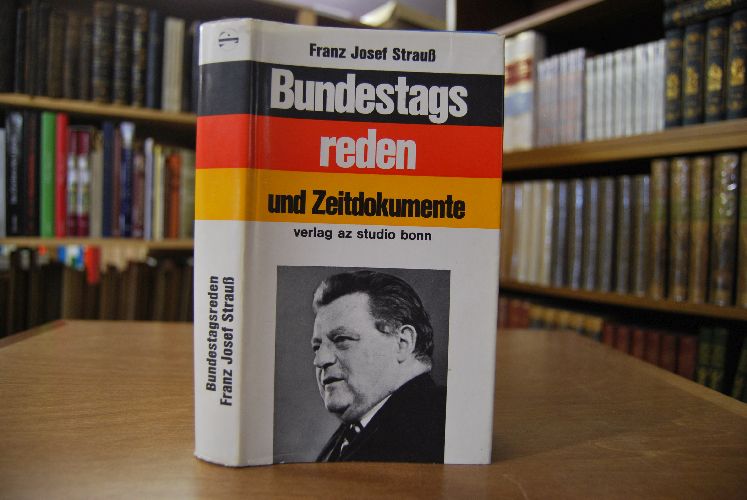 Franz Josef Strauß
Bundestags
reden
und Zeitdokumente
verlag az studio bonn
Bundestagsreden
Franz Josef Strauß